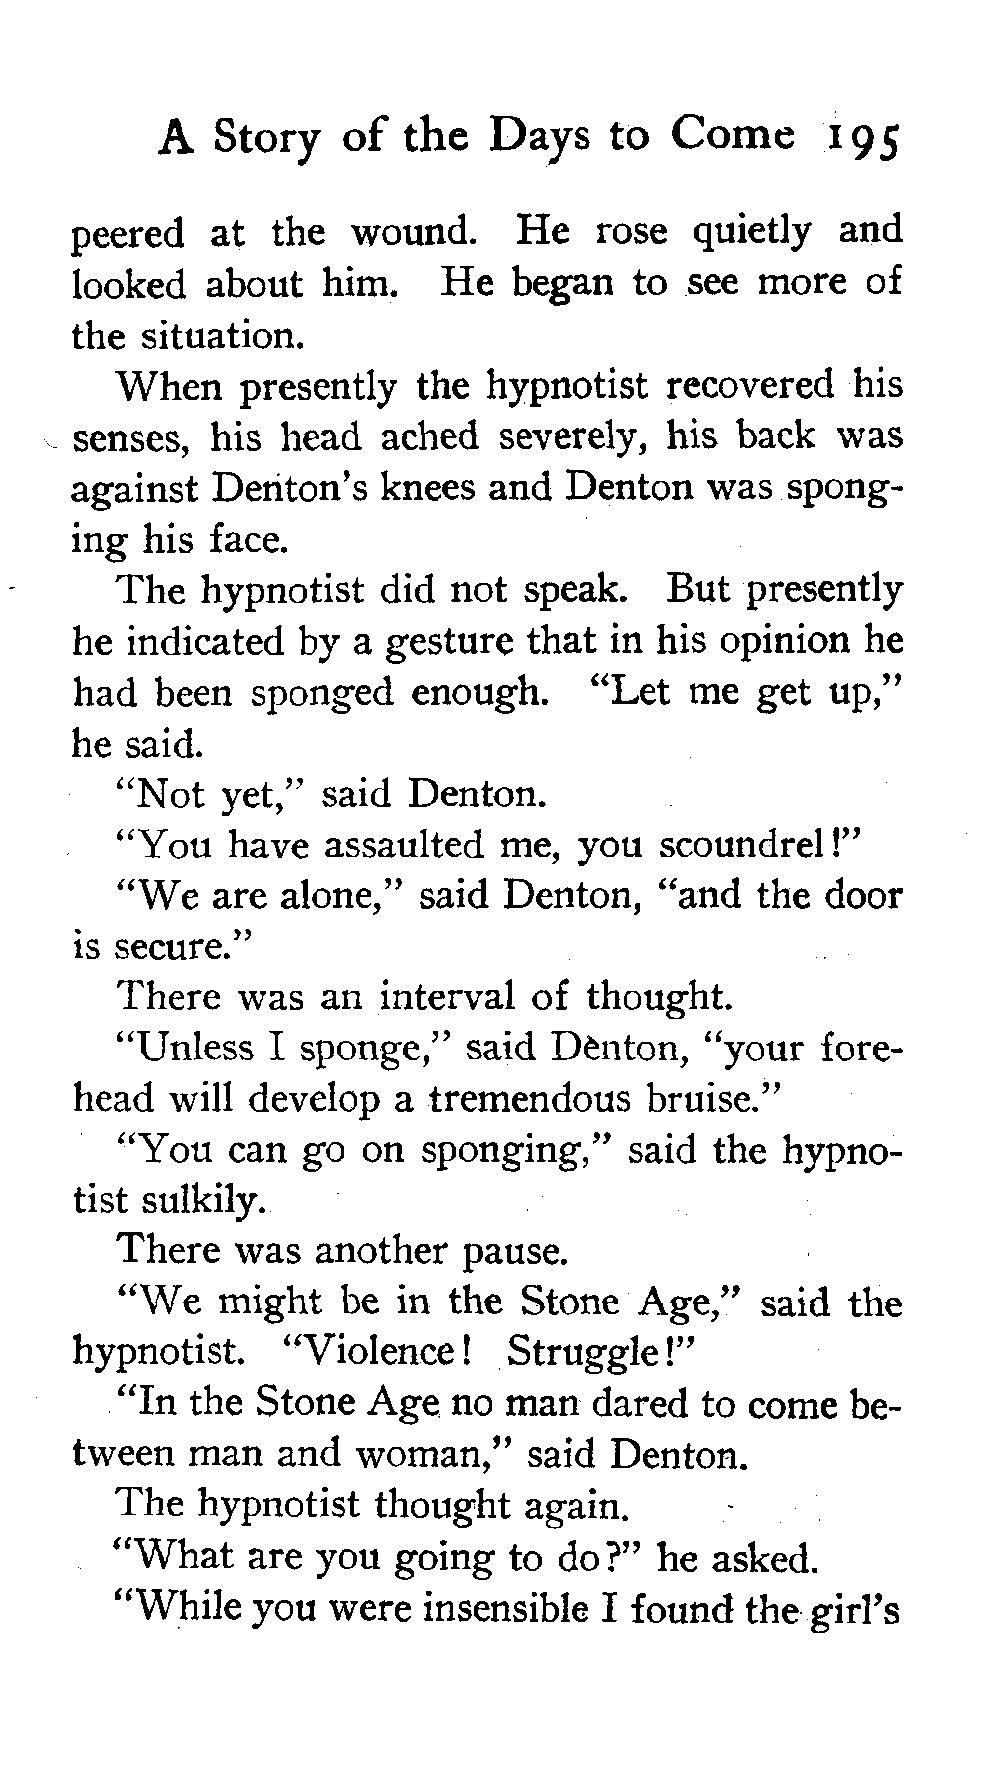 A Story of the Days to Come 195
peered at the wound. He rose quietly and
looked about him. He began to see more of
the situation.
When presently the hypnotist recovered his
senses, his head ached severely, his back was
against Denton's knees and Denton was spong-
ing his face.
The hypnotist did not speak. But presently
he indicated by a gesture that in his opinion he
had been sponged enough. "Let me get up,"
he said.
"Not yet," said Denton.
"You have assaulted me, you scoundrel!"
"We are alone," said Denton, "and the door
is secure."
There was an interval of thought.
"Unless I sponge," said Denton, "your fore-
head will develop a tremendous bruise."
"You can go on sponging," said the hypno-
tist sulkily.
There was another pause.
"We might be in the Stone Age," said the
hypnotist. "Violence! Struggle!"
"In the Stone Age no man dared to come be-
tween man and woman," said Denton.
The hypnotist thought again.
"What are you going to do?" he asked.
"While you were insensible I found the girl's